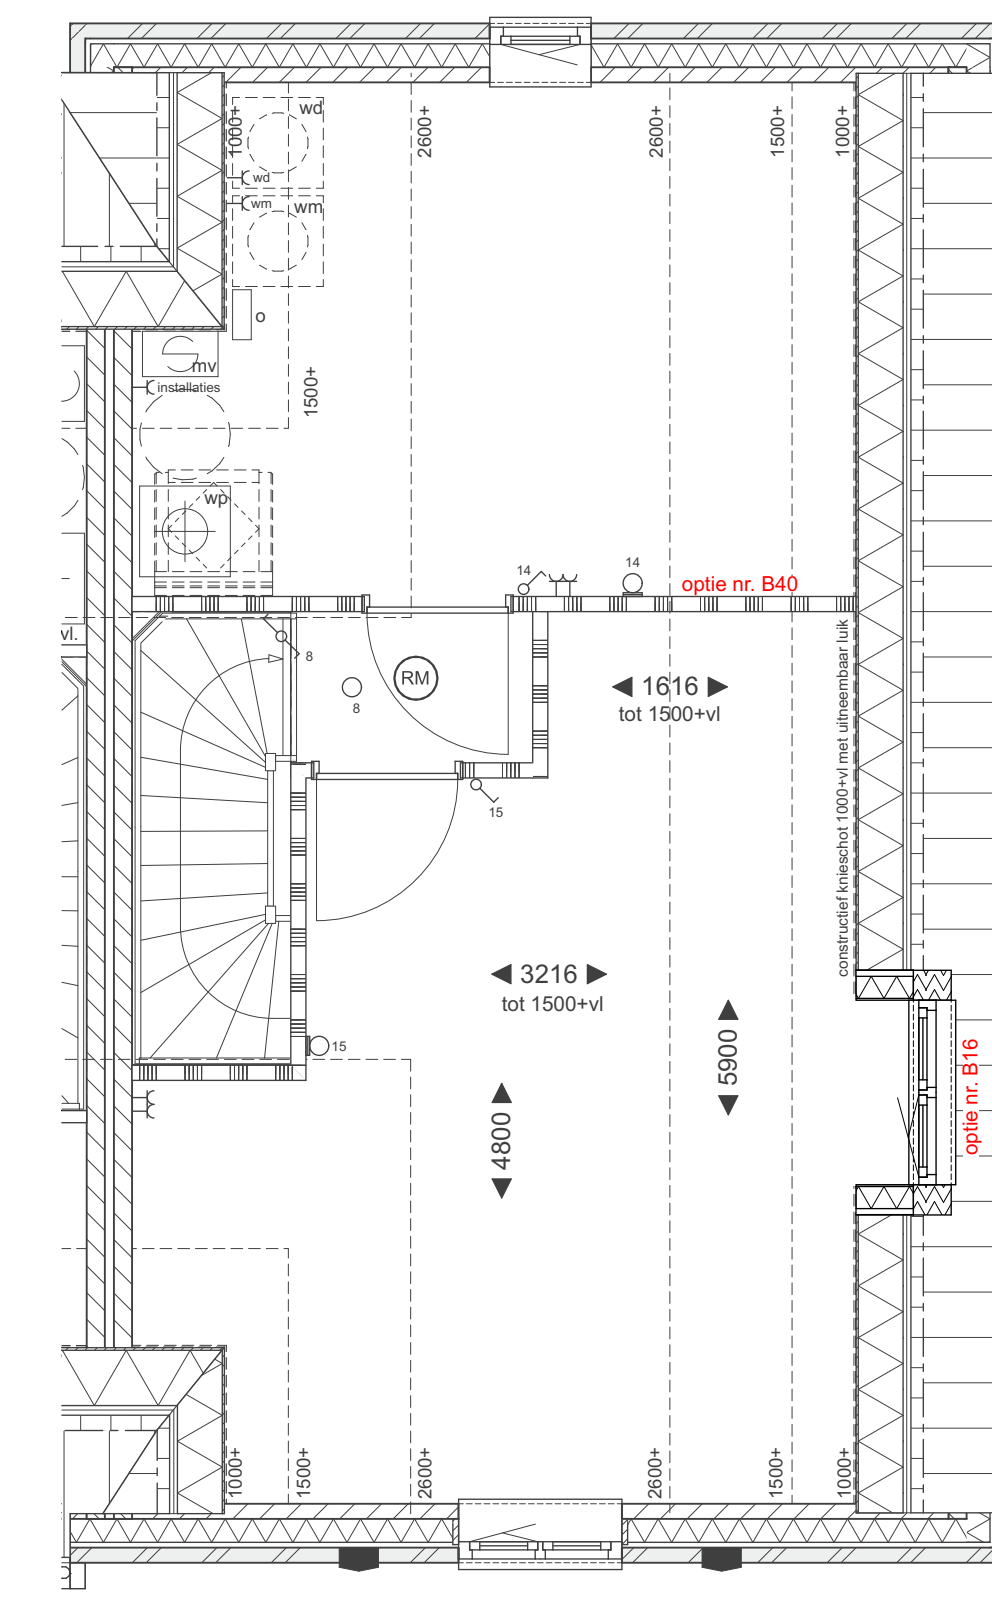 1000+
wd
2600+
2600+
1500+
1000+
wd
wm
wm
o
mv
installaties
1500+
wp
14
14
optie nr. B40
vl.
8
RM
8
1616
tot 1500+vl
constructief knieschot 1000+vl met uitneembaar luik
15
3216
tot 1500+vl
5900
15
optie nr. B16
4800
1000+
1500+
2600+
2600+
1500+
1000+